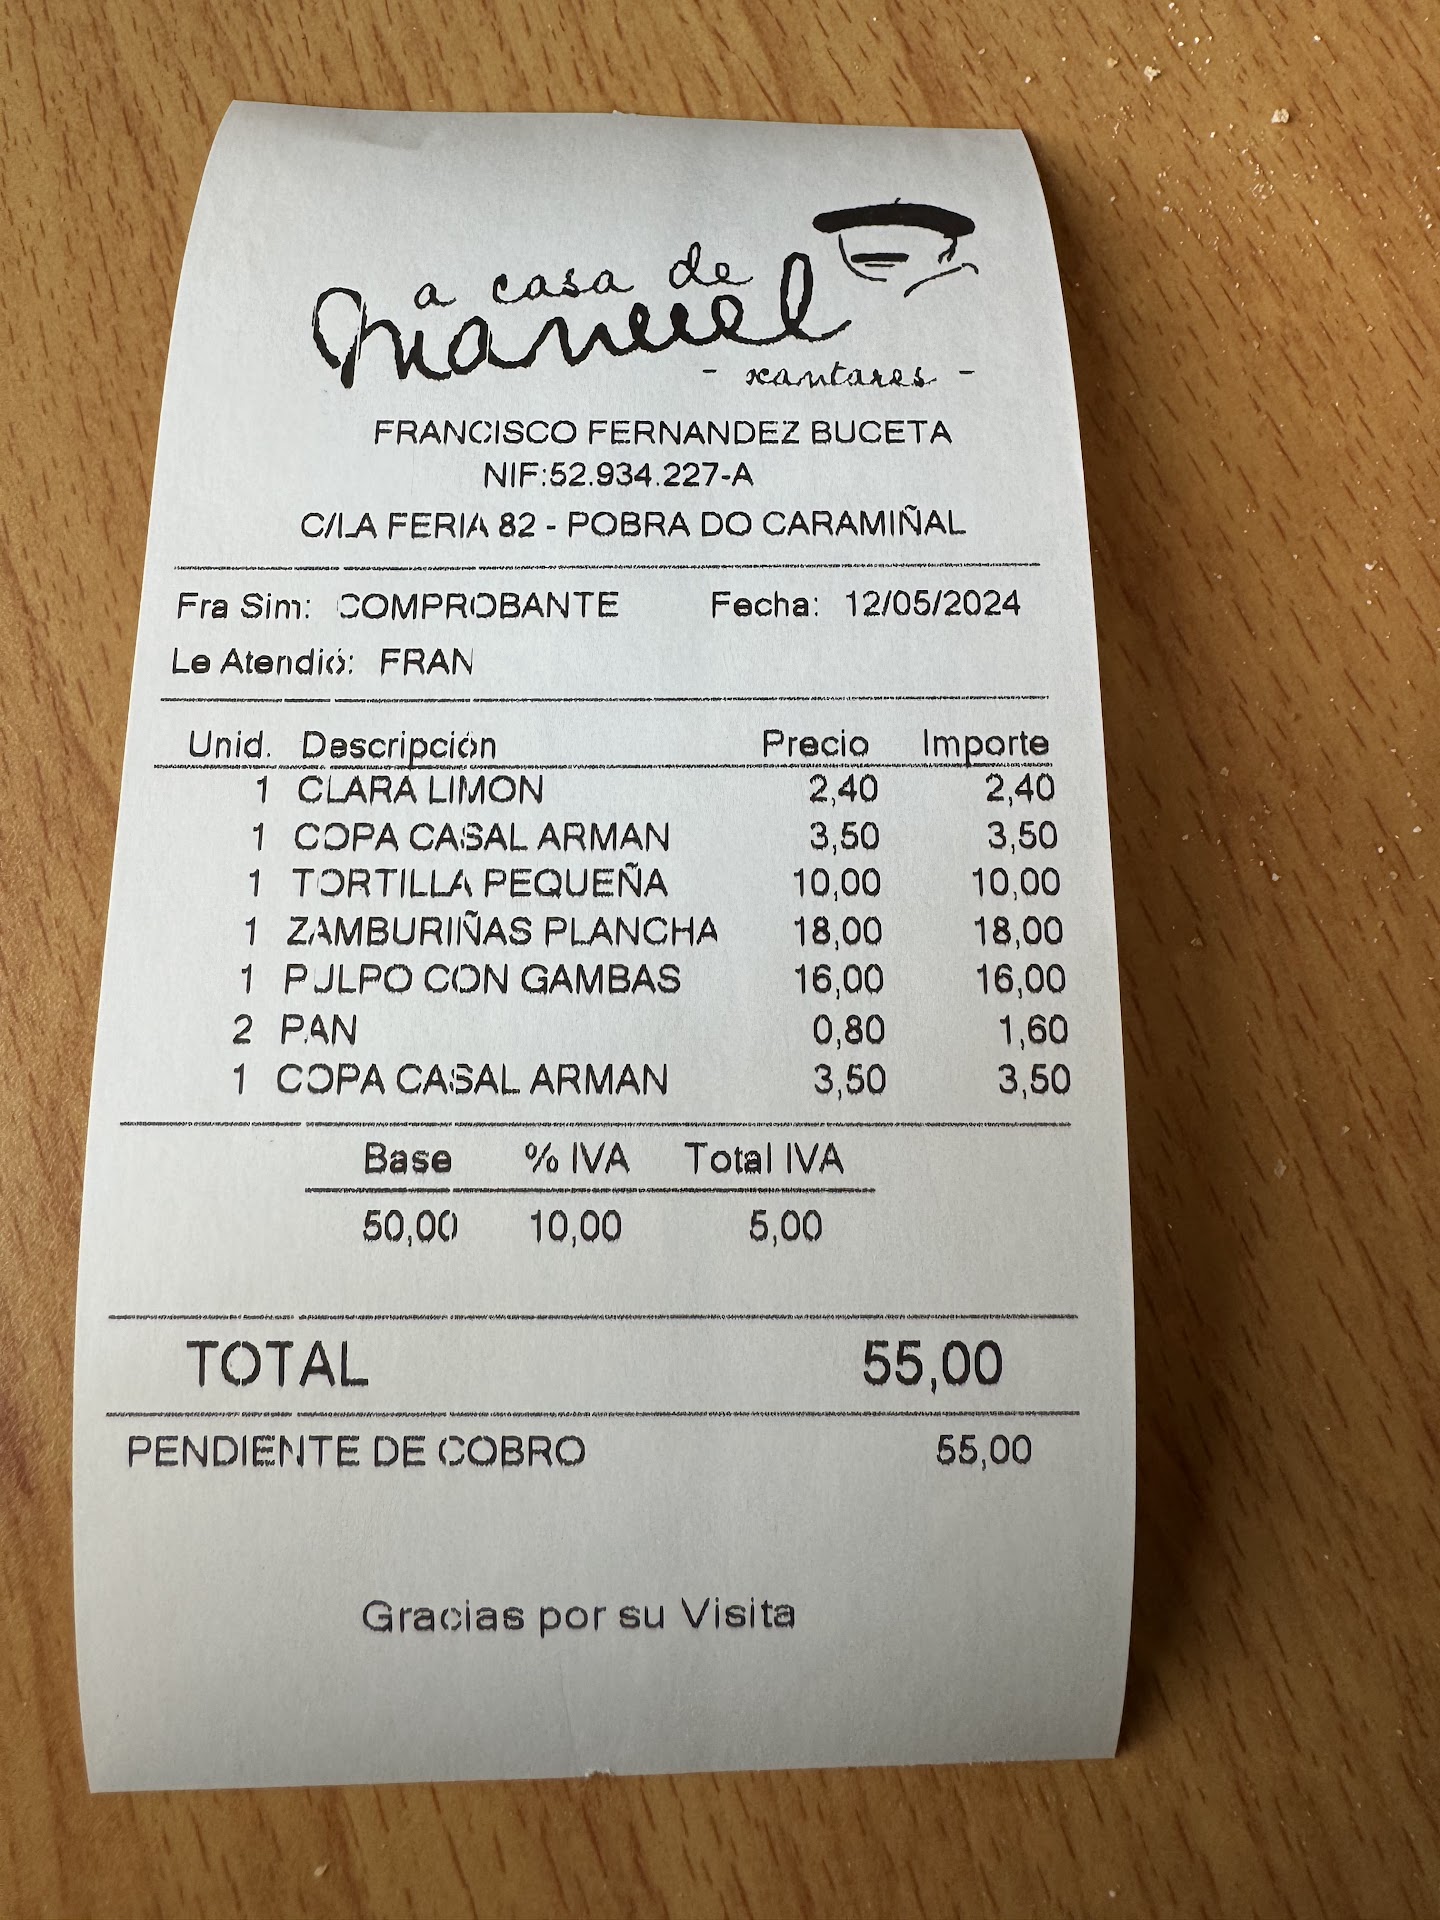 a casa de
Manuel
- xantares -
FRANCISCO FERNANDEZ BUCETA
NIF:52.934.227-A
C/LA FERIA 82 - POBRA DO CARAMIÑAL
Fra Sim: COMPROBANTE Fecha: 12/05/2024
Le Atendió: FRAN
Unid. Descripción Precio Importe
1 CLARA LIMON 2,40 2,40
1 COPA CASAL ARMAN 3,50 3,50
1 TORTILLA PEQUEÑA 10,00 10,00
1 ZAMBURIÑAS PLANCHA 18,00 18,00
1 PULPO CON GAMBAS 16,00 16,00
2 PAN 0,80 1,60
1 COPA CASAL ARMAN 3,50 3,50
Base % IVA Total IVA
50,00 10,00 5,00
TOTAL 55,00
PENDIENTE DE COBRO 55,00
Gracias por su Visita